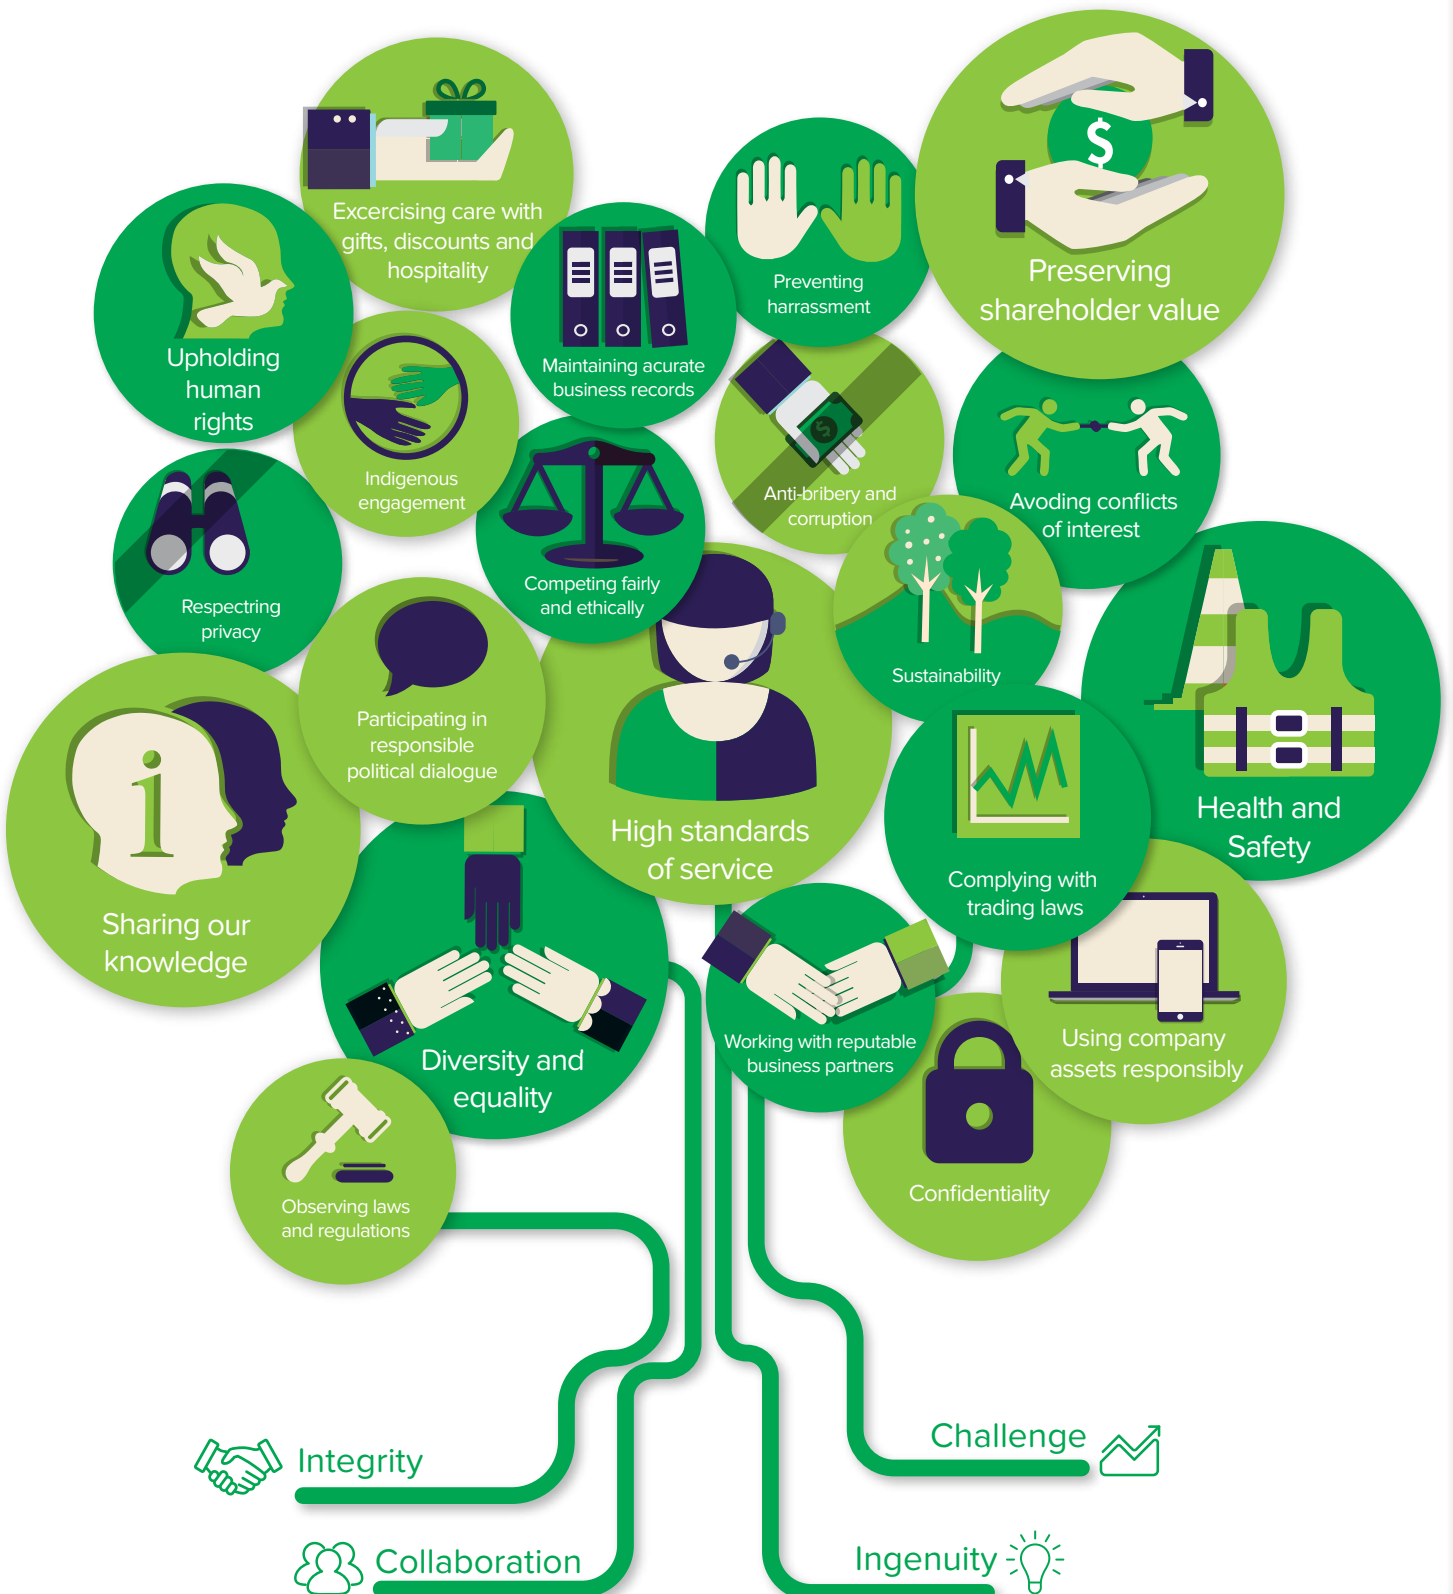 Excercising care with
gifts, discounts and
hospitality
$
Preserving
shareholder value
Preventing
harrassment
Upholding
human
rights
Maintaining acurate
business records
Indigenous
engagement
$
Anti-bribery and
corruption
Avoding conflicts
of interest
Respectring
privacy
Competing fairly
and ethically
Sustainability
Participating in
responsible
political dialogue
Health and
Safety
High standards
of service
i
Sharing our
knowledge
Complying with
trading laws
Diversity and
equality
Working with reputable
business partners
Using company
assets responsibly
Observing laws
and regulations
Confidentiality
Integrity
Challenge
Collaboration
Ingenuity